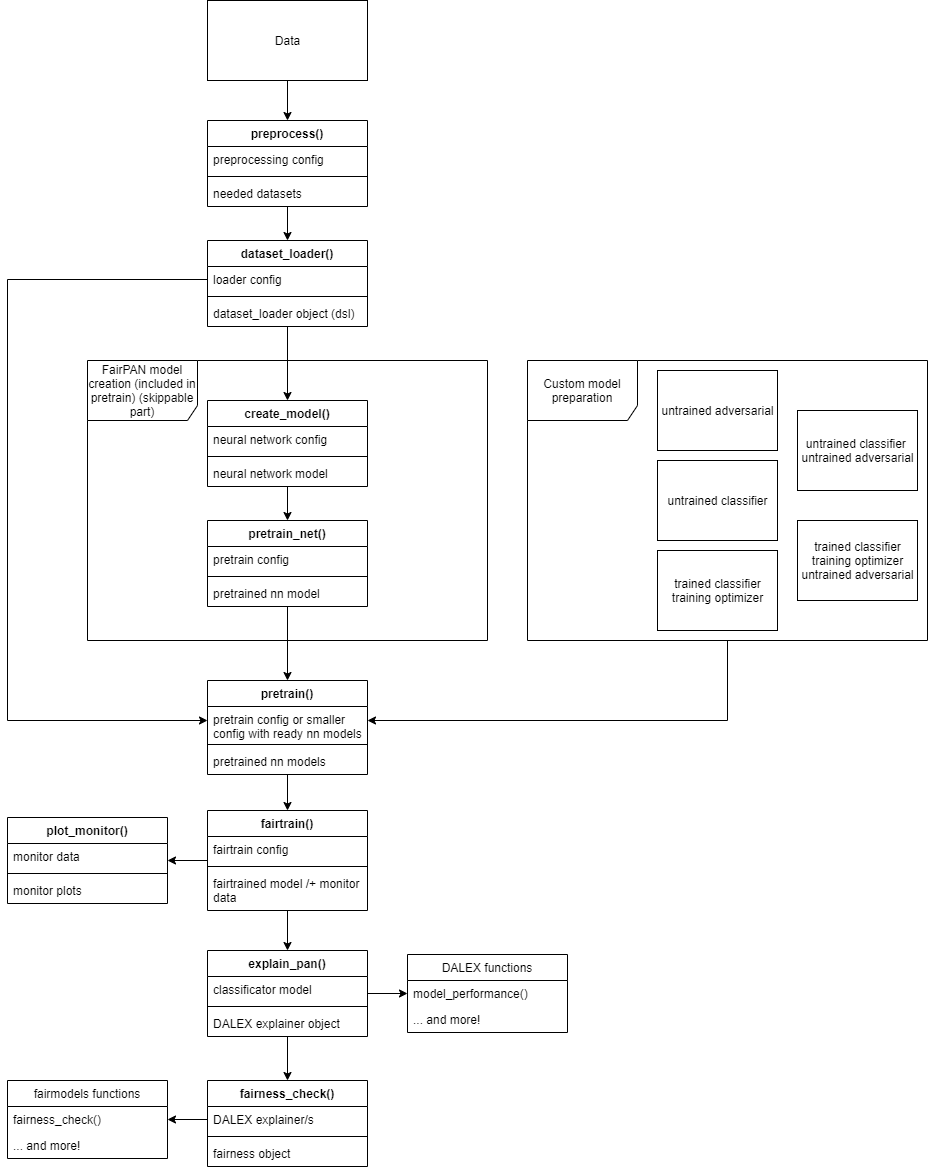 Data
preprocess()
preprocessing config
needed datasets
dataset_loader()
loader config
dataset_loader object (dsl)
FairPAN model
creation (included in
pretrain) (skippable
part)
create_model()
neural network config
neural network model
pretrain_net()
pretrain config
pretrained nn model
Custom model
preparation
untrained adversarial
untrained classifier
trained classifier
training optimizer
untrained classifier
untrained adversarial
trained classifier
training optimizer
untrained adversarial
pretrain()
pretrain config or smaller
config with ready nn models
pretrained nn models
fairtrain()
fairtrain config
fairtrained model /+ monitor
data
plot_monitor()
monitor data
monitor plots
explain_pan()
classificator model
DALEX explainer object
DALEX functions
model_performance()
... and more!
fairness_check()
DALEX explainer/s
fairness object
fairmodels functions
fairness_check()
... and more!